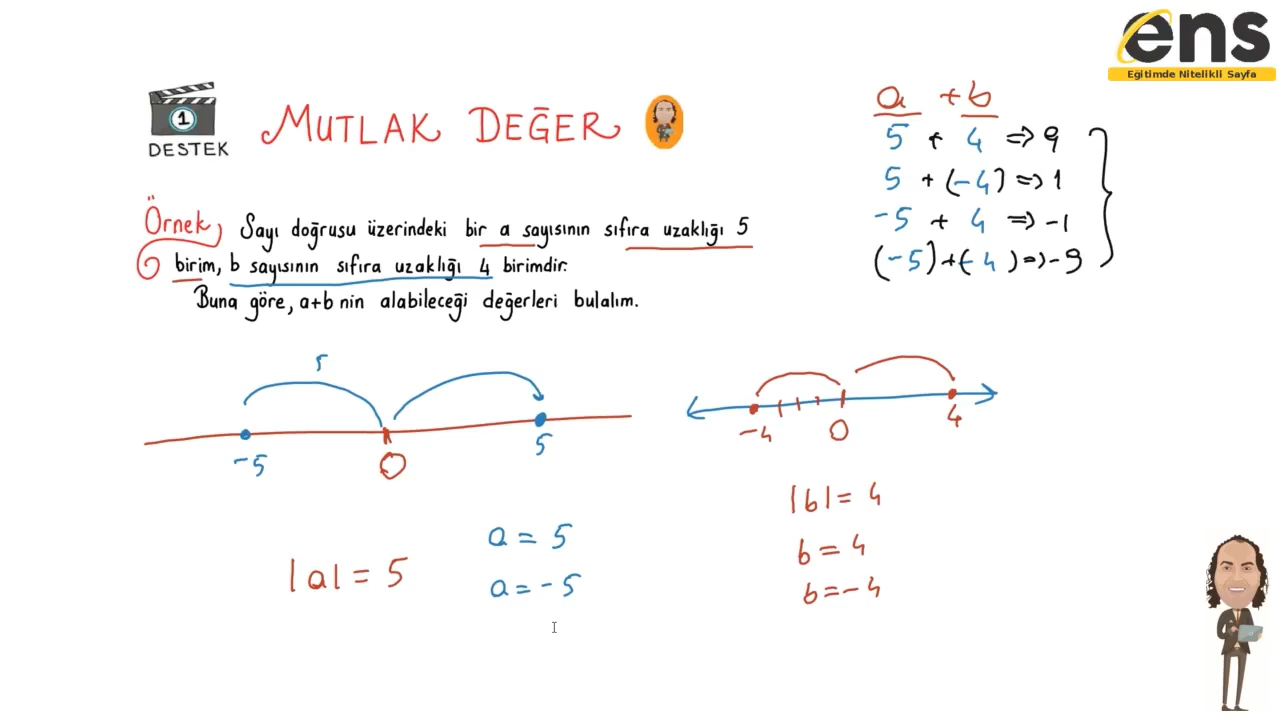 ens
Eğitimde Nitelikli Sayfa
1
DESTEK
MUTLAK DEĞER
a + b
5 + 4 => 9
5 + (-4) => 1
-5 + 4 => -1
(-5) + (-4) => -9
Örnek
Sayı doğrusu üzerindeki bir a sayısının sıfıra uzaklığı 5
birim, b sayısının sıfıra uzaklığı 4 birimdir.
Buna göre, a+b nin alabileceği değerleri bulalım.
5
-5 0 5
-4 0 4
|a| = 5
a = 5
a = -5
|b| = 4
b = 4
b = -4